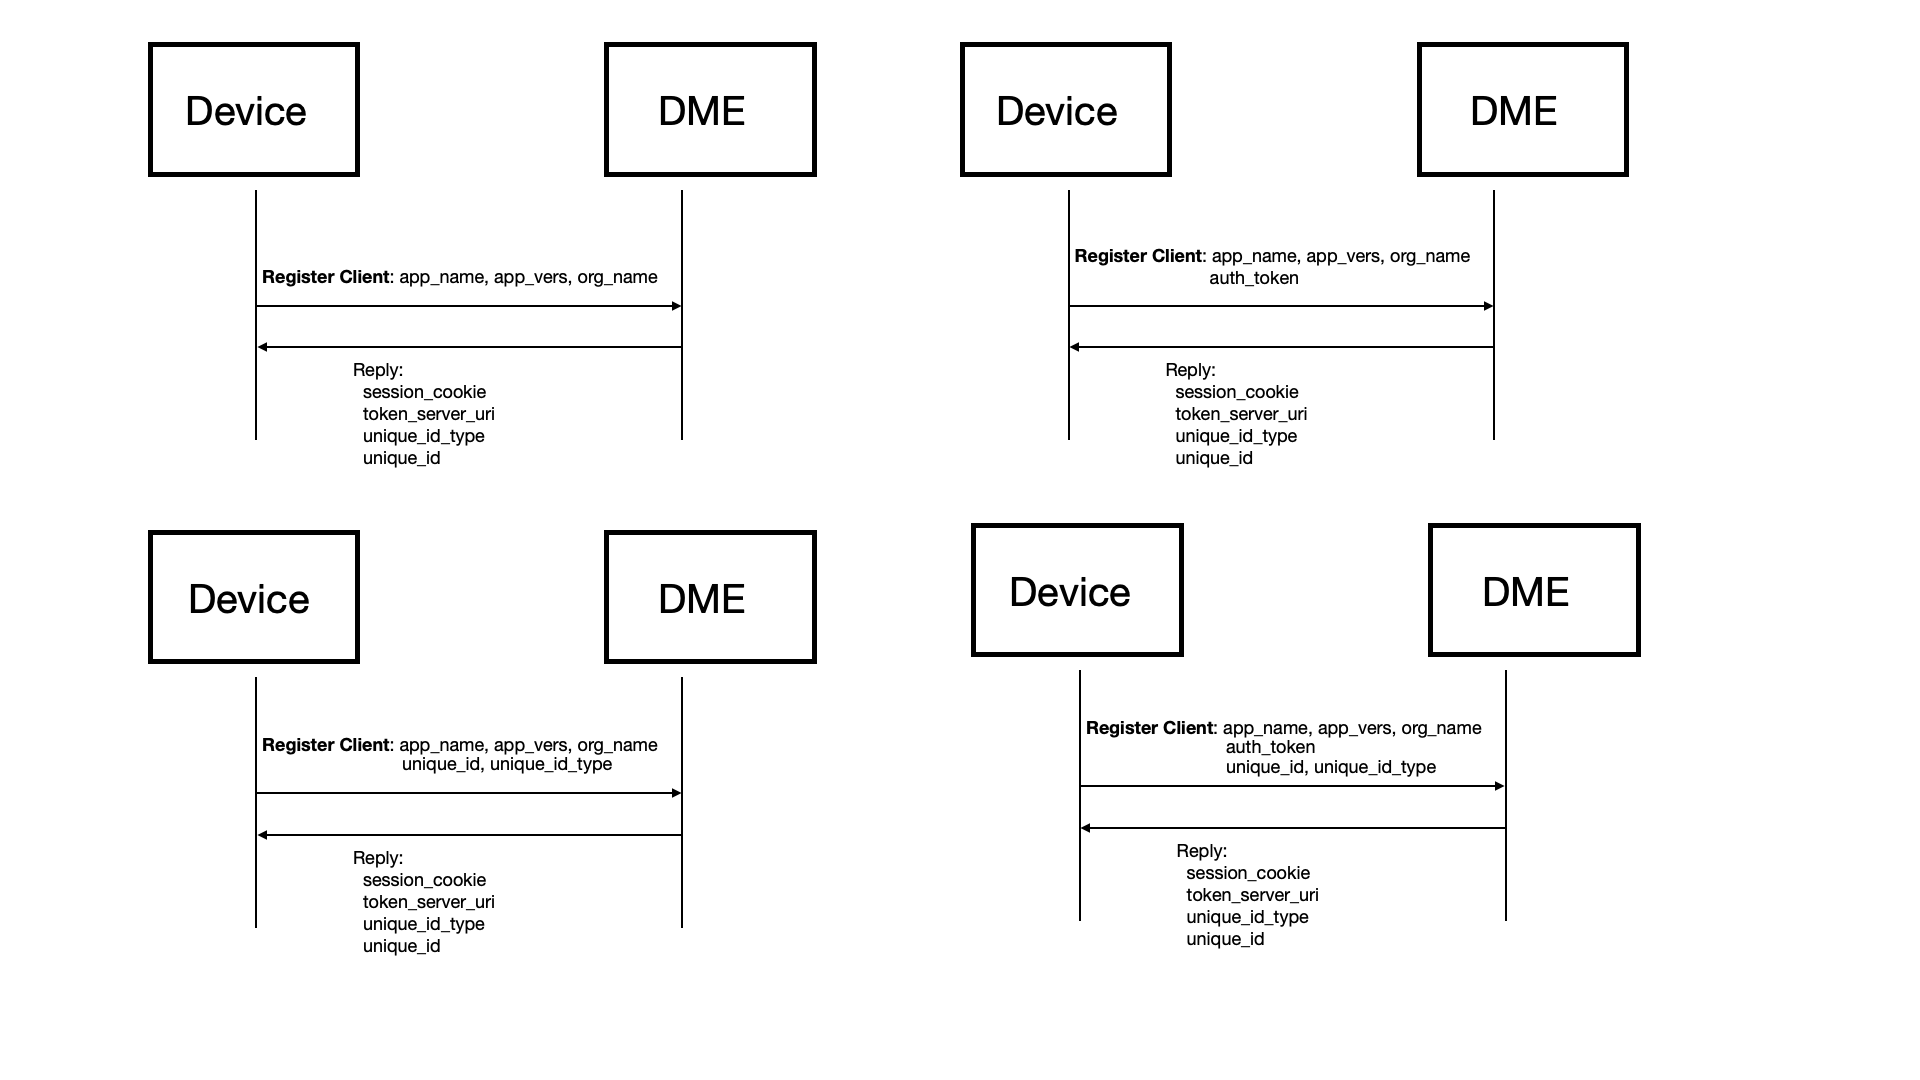 Device
DME
Register Client: app_name, app_vers, org_name
Reply:
session_cookie
token_server_uri
unique_id_type
unique_id
Device
DME
Register Client: app_name, app_vers, org_name
auth_token
Reply:
session_cookie
token_server_uri
unique_id_type
unique_id
Device
DME
Register Client: app_name, app_vers, org_name
unique_id, unique_id_type
Reply:
session_cookie
token_server_uri
unique_id_type
unique_id
Device
DME
Register Client: app_name, app_vers, org_name
auth_token
unique_id, unique_id_type
Reply:
session_cookie
token_server_uri
unique_id_type
unique_id